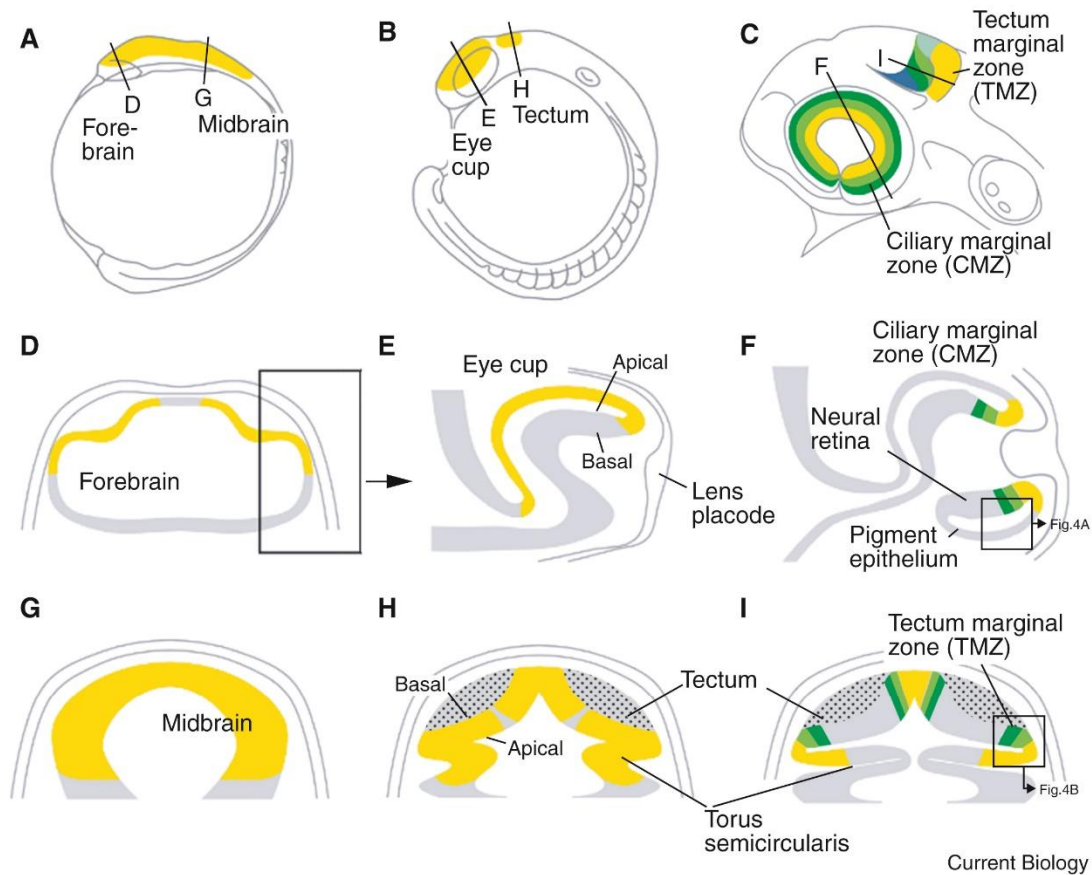 A
D
Fore-
brain
G
Midbrain
B
E
Eye
cup
H
Tectum
C
F
I
Tectum
marginal
zone
(TMZ)
Ciliary marginal
zone (CMZ)
D
Forebrain
E
Eye cup
Apical
Basal
Lens
placode
F
Ciliary marginal
zone (CMZ)
Neural
retina
Pigment
epithelium
Fig.4A
G
Midbrain
H
Basal
Apical
Tectum
Torus
semicircularis
I
Tectum marginal
zone (TMZ)
Fig.4B
Current Biology